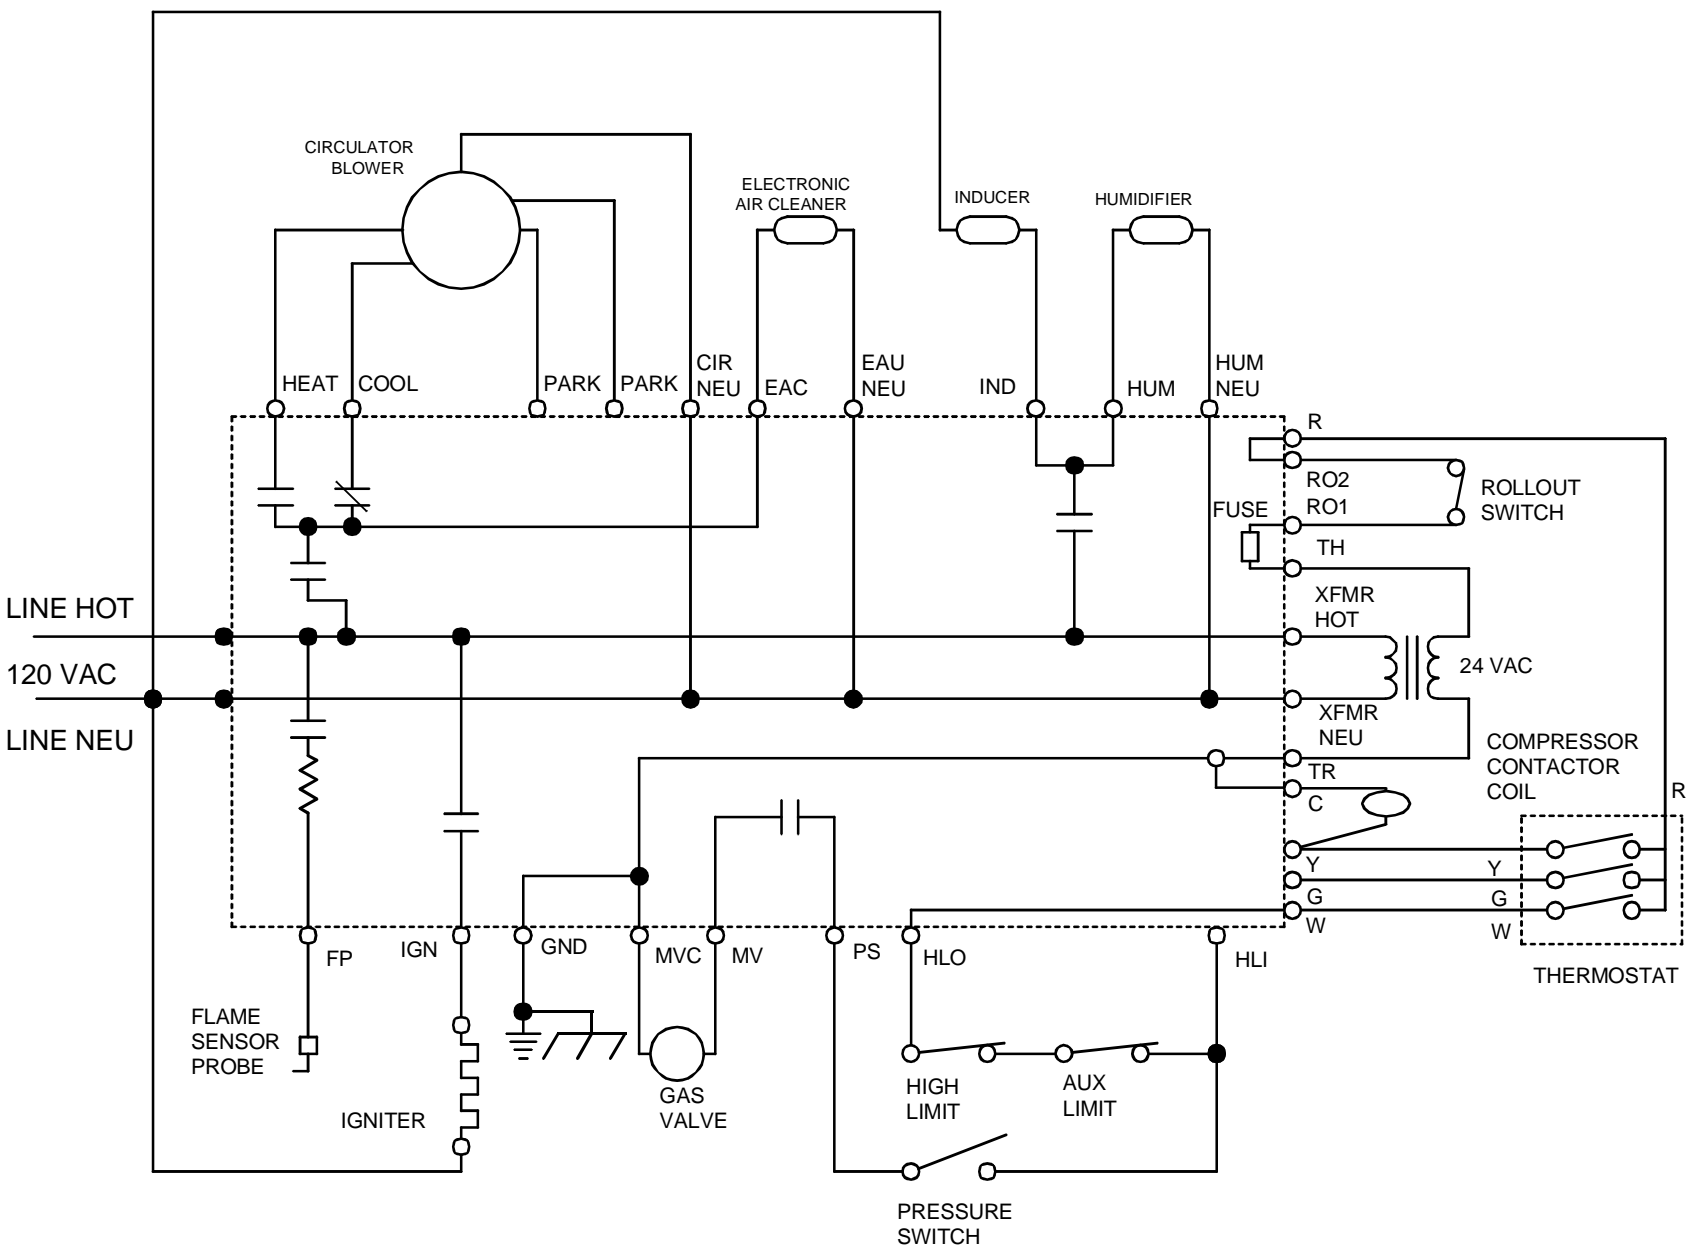 CIRCULATOR
BLOWER
ELECTRONIC
AIR CLEANER
INDUCER
HUMIDIFIER
HEAT
COOL
PARK
PARK
CIR
NEU
EAC
EAU
NEU
IND
HUM
HUM
NEU
R
RO2
RO1
ROLLOUT
SWITCH
FUSE
TH
XFMR
HOT
LINE HOT
120 VAC
LINE NEU
24 VAC
XFMR
NEU
TR
C
COMPRESSOR
CONTACTOR
COIL
R
Y
G
W
Y
G
W
THERMOSTAT
FP
IGN
GND
MVC
MV
PS
HLO
HLI
FLAME
SENSOR
PROBE
IGNITER
GAS
VALVE
HIGH
LIMIT
AUX
LIMIT
PRESSURE
SWITCH